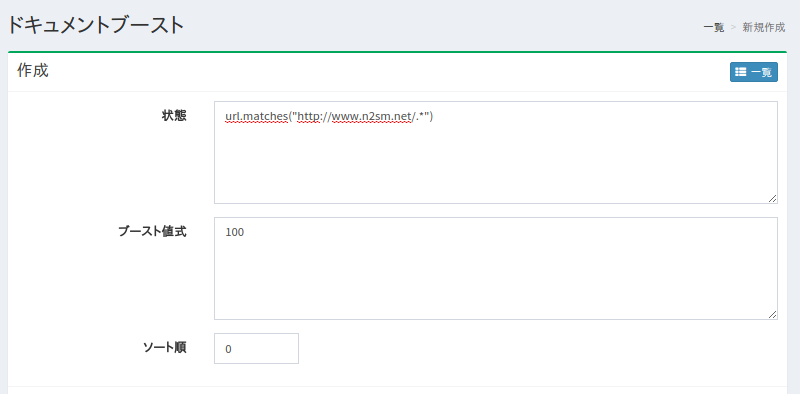 ドキュメントブースト
一覧 > 新規作成
作成
一覧
状態
url.matches("http://www.n2sm.net/.*")
ブースト値式
100
ソート順
0